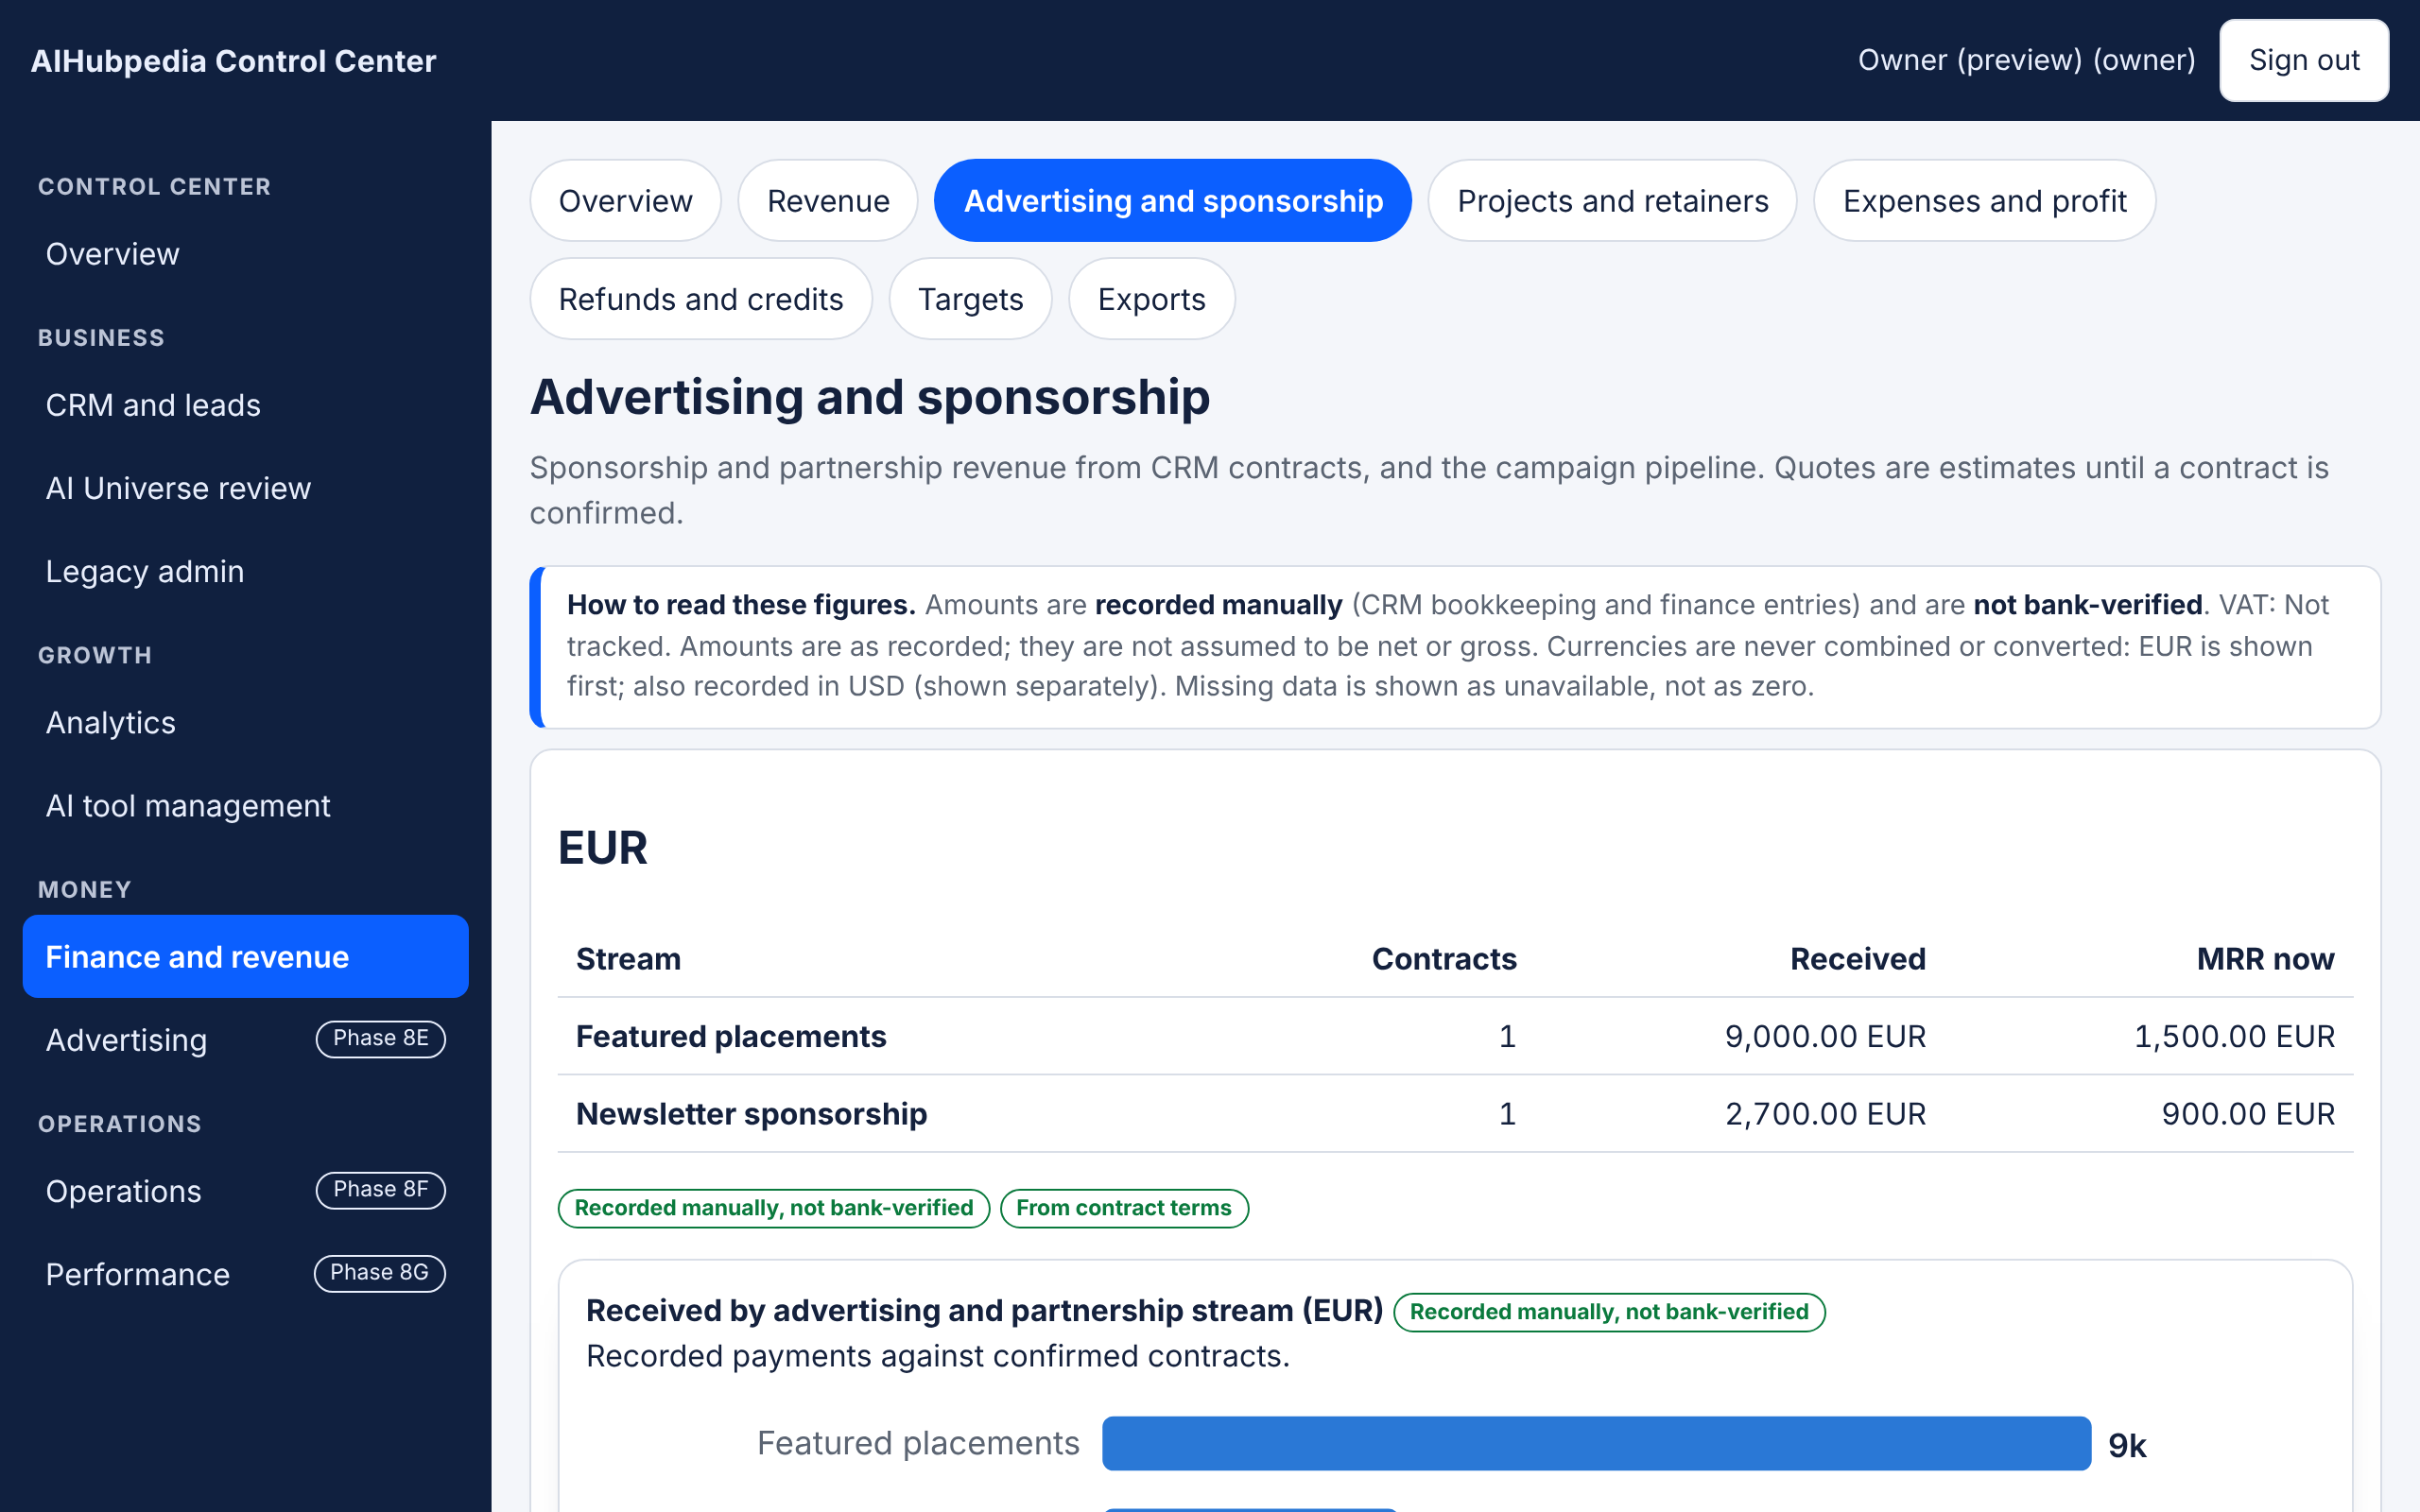 AIHubpedia Control Center
Owner (preview) (owner)
Sign out
CONTROL CENTER
Overview
BUSINESS
CRM and leads
AI Universe review
Legacy admin
GROWTH
Analytics
AI tool management
MONEY
Finance and revenue
Advertising
Phase 8E
OPERATIONS
Operations
Phase 8F
Performance
Phase 8G
Overview
Revenue
Advertising and sponsorship
Projects and retainers
Expenses and profit
Refunds and credits
Targets
Exports
Advertising and sponsorship
Sponsorship and partnership revenue from CRM contracts, and the campaign pipeline. Quotes are estimates until a contract is
confirmed.
How to read these figures. Amounts are recorded manually (CRM bookkeeping and finance entries) and are not bank-verified. VAT: Not
tracked. Amounts are as recorded; they are not assumed to be net or gross. Currencies are never combined or converted: EUR is shown
first; also recorded in USD (shown separately). Missing data is shown as unavailable, not as zero.
EUR
Stream Contracts Received MRR now
Featured placements 1 9,000.00 EUR 1,500.00 EUR
Newsletter sponsorship 1 2,700.00 EUR 900.00 EUR
Recorded manually, not bank-verified
From contract terms
Received by advertising and partnership stream (EUR) Recorded manually, not bank-verified
Recorded payments against confirmed contracts.
Featured placements 9k